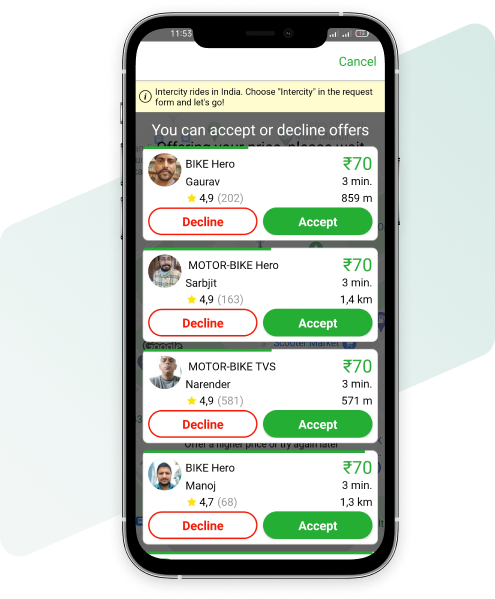 11:53
Cancel
Intercity rides in India. Choose "Intercity" in the request
form and let's go!
You can accept or decline offers
Offering your price, please wait
BIKE Hero
₹70
Gaurav
3 min.
4,9 (202)
859 m
Decline
Accept
MOTOR-BIKE Hero
₹70
Sarbjit
3 min.
4,9 (163)
1,4 km
Decline
Accept
Google
Scooter Market
MOTOR-BIKE TVS
₹70
Narender
3 min.
4,9 (581)
571 m
Decline
Accept
Offer a higher price or try again later
BIKE Hero
₹70
Manoj
3 min.
4,7 (68)
1,3 km
Decline
Accept